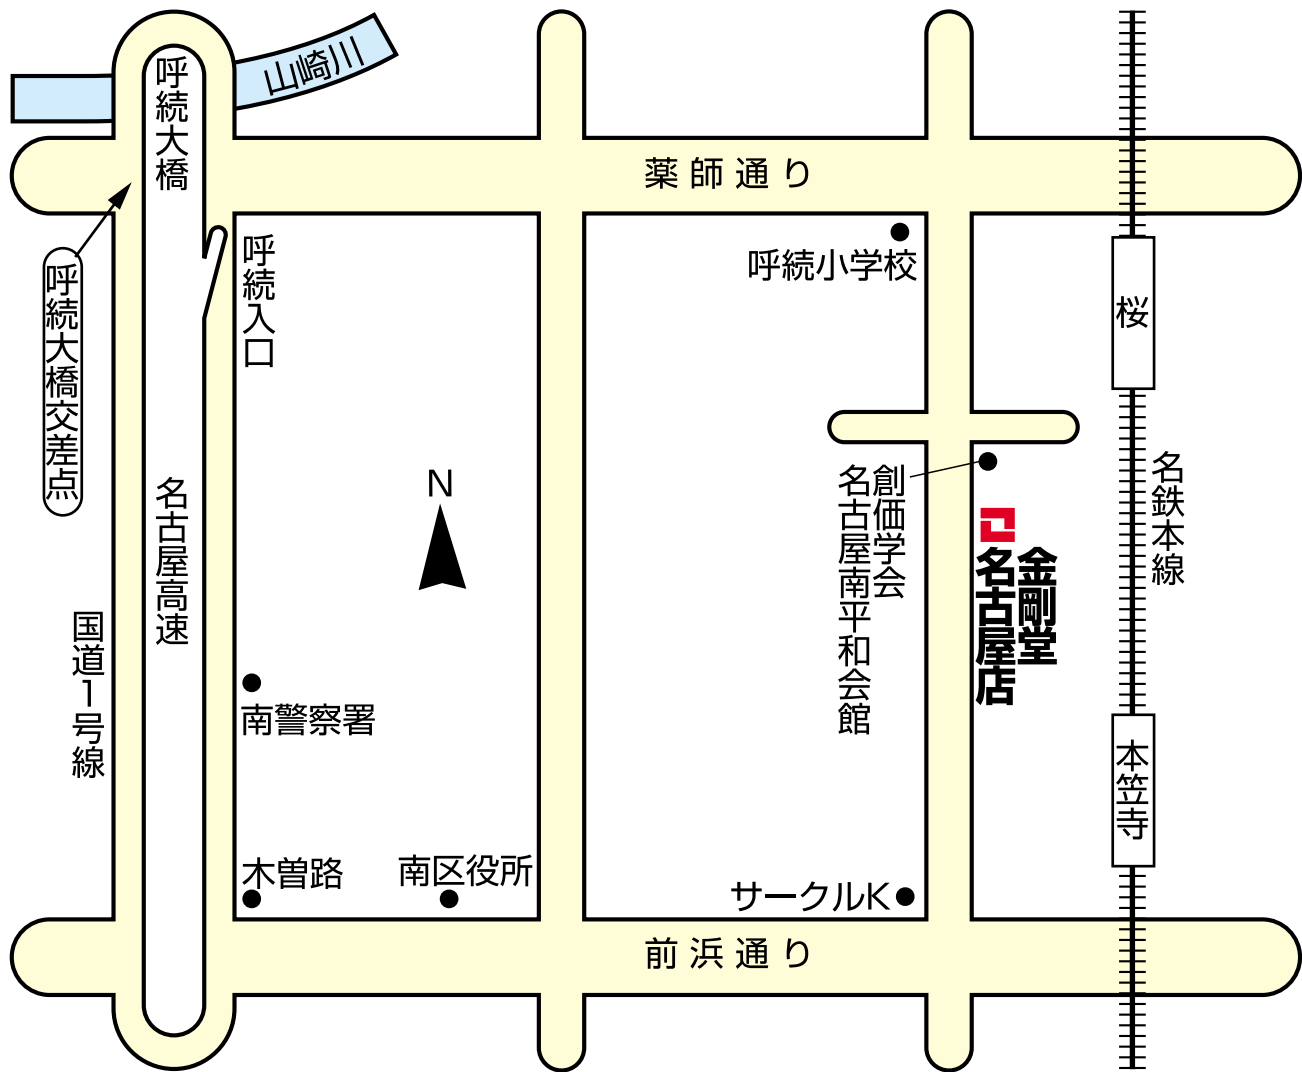 山崎川
呼続大橋
薬師通り
呼続小学校
呼続入口
呼続大橋交差点
桜
名鉄本線
N
創価学会
名古屋南平和会館
金剛堂
名古屋店
名古屋高速
国道1号線
南警察署
本笠寺
木曽路
南区役所
サークルK
前浜通り